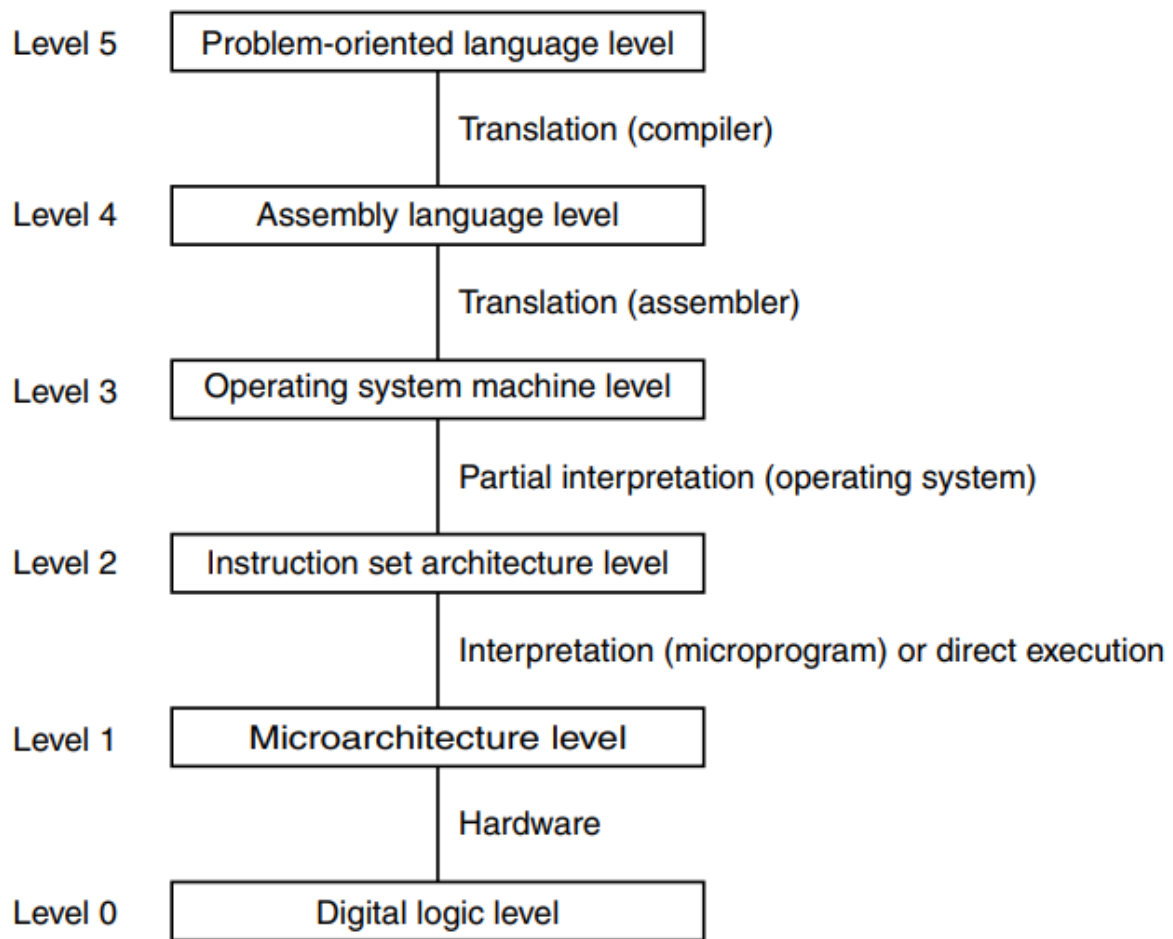 Level 5 Problem-oriented language level
Translation (compiler)
Level 4 Assembly language level
Translation (assembler)
Level 3 Operating system machine level
Partial interpretation (operating system)
Level 2 Instruction set architecture level
Interpretation (microprogram) or direct execution
Level 1 Microarchitecture level
Hardware
Level 0 Digital logic level